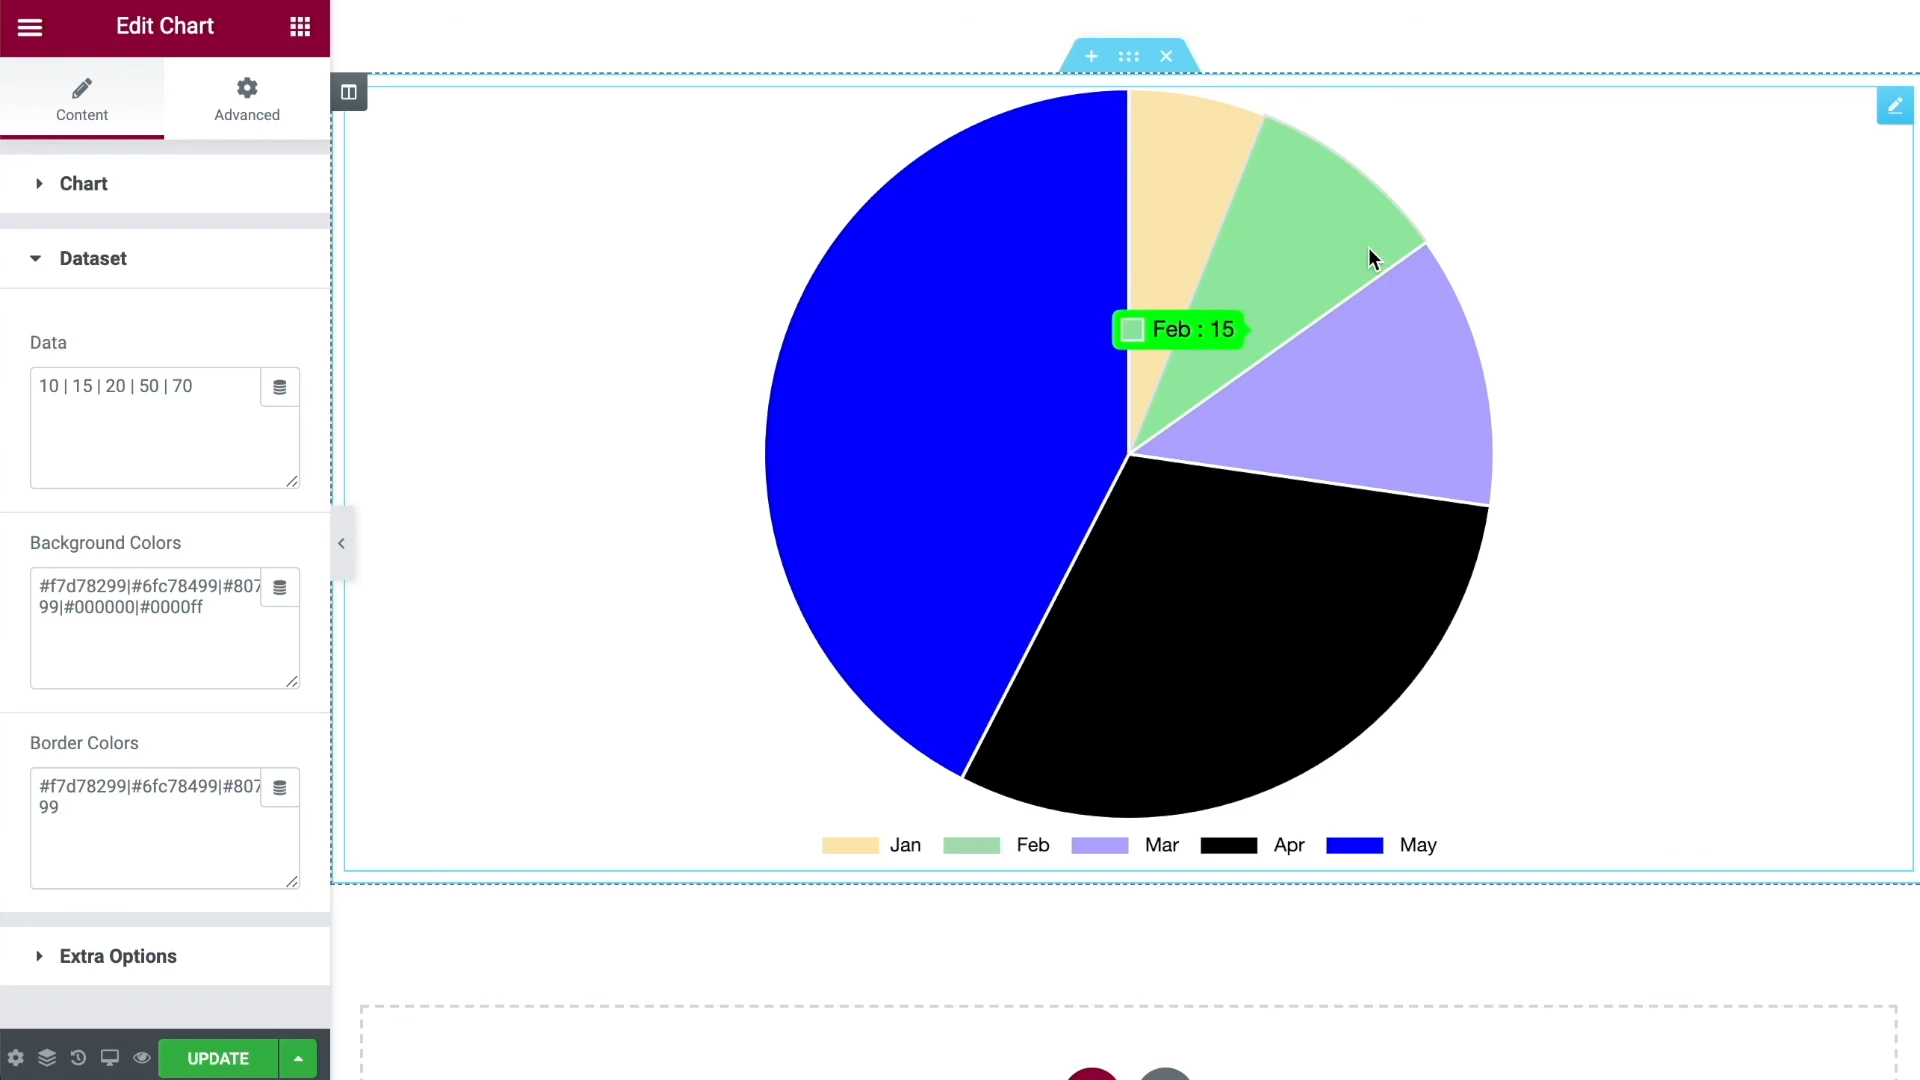 Edit Chart
Content
Advanced
Chart
Dataset
Data
10 | 15 | 20 | 50 | 70
Background Colors
#f7d78299|#6fc78499|#807
99|#000000|#0000ff
Border Colors
#f7d78299|#6fc78499|#807
99
Extra Options
UPDATE
Feb : 15
Jan Feb Mar Apr May